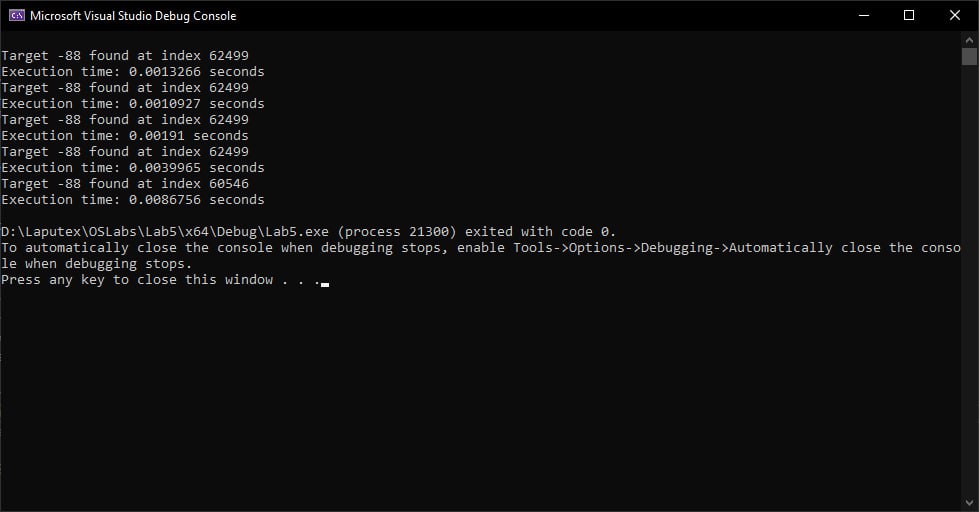 Microsoft Visual Studio Debug Console
Target -88 found at index 62499
Execution time: 0.0013266 seconds
Target -88 found at index 62499
Execution time: 0.0010927 seconds
Target -88 found at index 62499
Execution time: 0.00191 seconds
Target -88 found at index 62499
Execution time: 0.0039965 seconds
Target -88 found at index 60546
Execution time: 0.0086756 seconds
D:\Laputex\OSLabs\Lab5\x64\Debug\Lab5.exe (process 21300) exited with code 0.
To automatically close the console when debugging stops, enable Tools->Options->Debugging->Automatically close the conso
le when debugging stops.
Press any key to close this window . . .